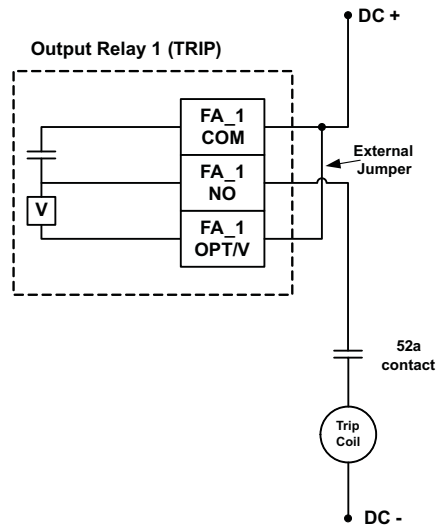 DC +
Output Relay 1 (TRIP)
FA_1
COM
External
Jumper
FA_1
NO
V
FA_1
OPT/V
52a
contact
Trip
Coil
DC -